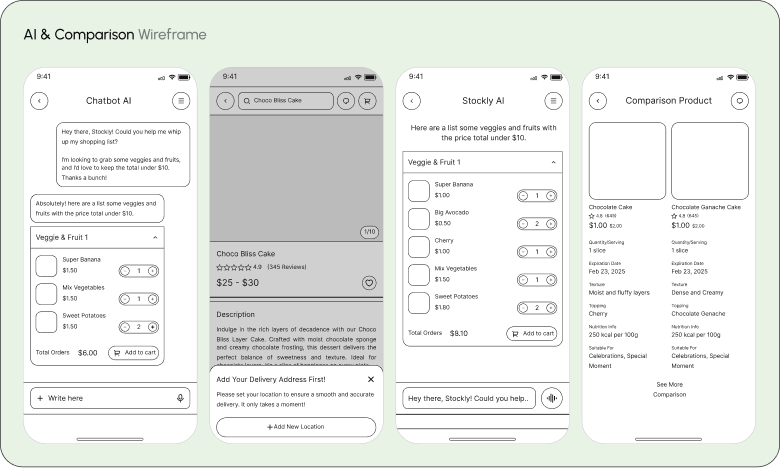 AI & Comparison Wireframe
9:41
Chatbot AI
Hey there, Stockly! Could you help me whip
up my shopping list?
I'm looking to grab some veggies and fruits,
and I'd love to keep the total under $10.
Thanks a bunch!
Absolutely! here are a list some veggies and
fruits with the price total under $10.
Veggie & Fruit 1
Super Banana
$1.50
1
Mix Vegetables
$1.50
1
Sweet Potatoes
$1.50
2
Total Orders $6.00 Add to cart
Write here
9:41
Choco Bliss Cake
1/10
Choco Bliss Cake
4.9 (345 Reviews)
$25 - $30
Description
Indulge in the rich layers of decadence with our Choco
Bliss Layer Cake. Crafted with moist chocolate sponge
and creamy chocolate frosting, this dessert delivers the
perfect balance of sweetness and texture. Ideal for
Add Your Delivery Address First!
Please set your location to ensure a smooth and accurate
delivery. It only takes a moment!
+Add New Location
9:41
Stockly AI
Here are a list some veggies and fruits with
the price total under $10.
Veggie & Fruit 1
Super Banana
$1.00
1
Big Avocado
$0.50
2
Cherry
$1.00
1
Mix Vegetables
$1.50
1
Sweet Potatoes
$1.80
2
Total Orders $8.10 Add to cart
Hey there, Stockly! Could you help..
9:41
Comparison Product
Chocolate Cake Chocolate Ganache Cake
4.8 (645) 4.8 (645)
$1.00 $2.00 $1.00 $2.00
Quantity/Serving Quantity/Serving
1 slice 1 slice
Expiration Date Expiration Date
Feb 23, 2025 Feb 23, 2025
Texture Texture
Moist and fluffy layers Dense and Creamy
Topping Topping
Cherry Chocolate Genache
Nutrition Info Nutrition Info
250 kcal per 100g 250 kcal per 100g
Suitable For Suitable For
Celebrations, Special Celebrations, Special
Moment Moment
See More
Comparison